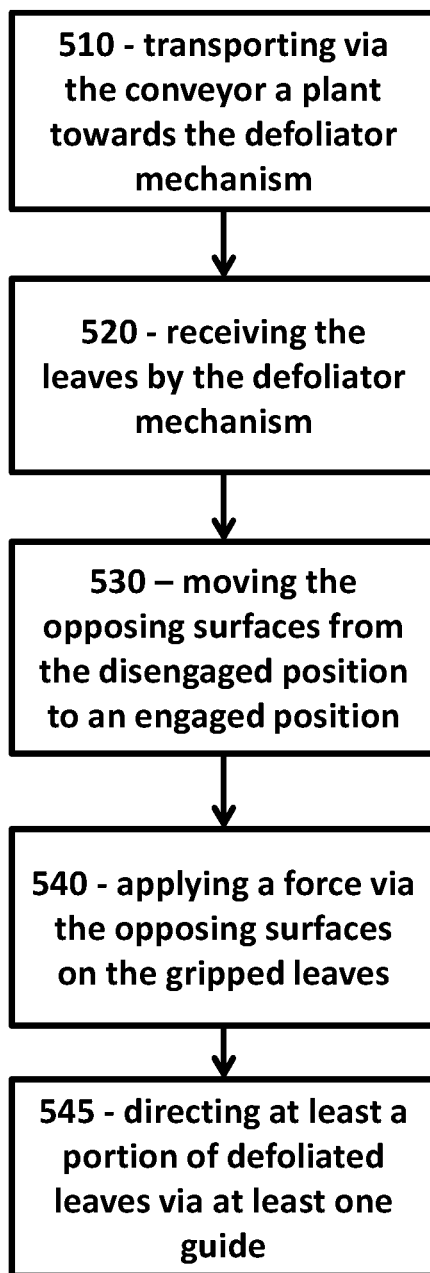 510 - transporting via
the conveyor a plant
towards the defoliator
mechanism
520 - receiving the
leaves by the defoliator
mechanism
530 – moving the
opposing surfaces from
the disengaged position
to an engaged position
540 - applying a force via
the opposing surfaces
on the gripped leaves
545 - directing at least a
portion of defoliated
leaves via at least one
guide